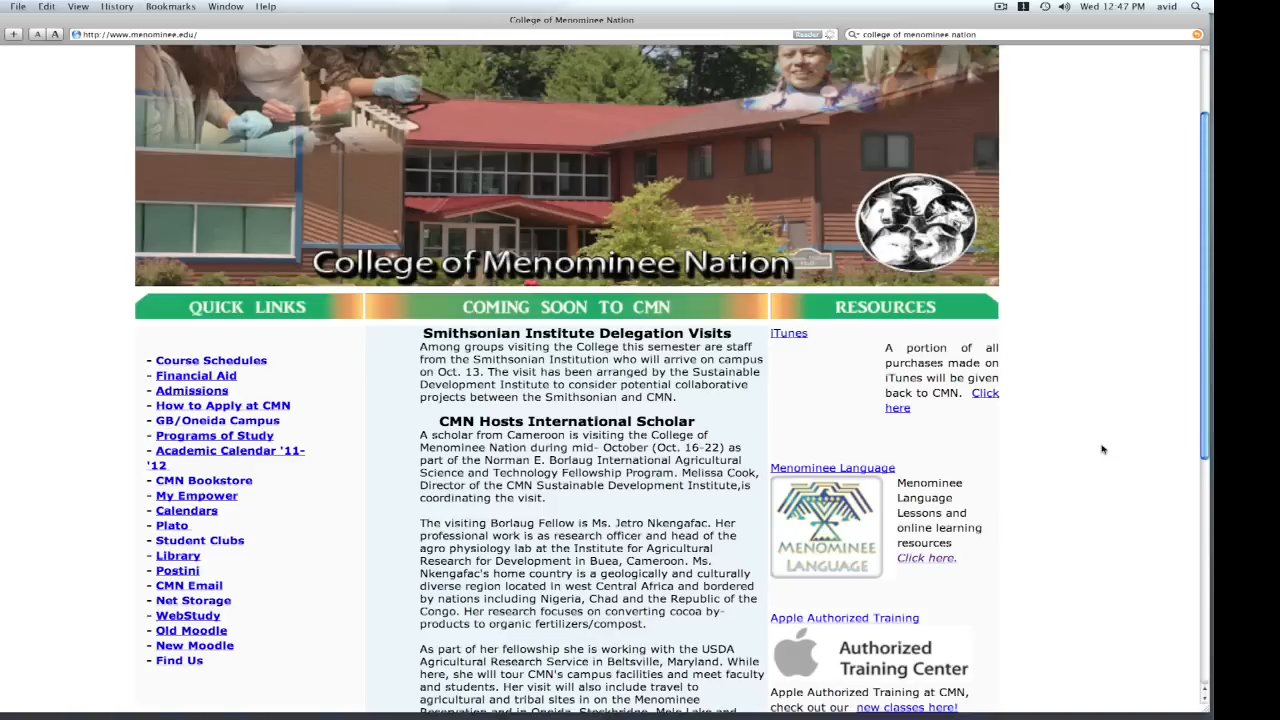 File Edit View History Bookmarks Window Help
1 Wed 12:47 PM avid
College of Menominee Nation
+ A A http://www.menominee.edu/ Reader college of menominee nation
College of Menominee Nation
QUICK LINKS
- Course Schedules
- Financial Aid
- Admissions
- How to Apply at CMN
- GB/Oneida Campus
- Programs of Study
- Academic Calendar '11-
'12
- CMN Bookstore
- My Empower
- Calendars
- Plato
- Student Clubs
- Library
- Postini
- CMN Email
- Net Storage
- WebStudy
- Old Moodle
- New Moodle
- Find Us
COMING SOON TO CMN
Smithsonian Institute Delegation Visits
Among groups visiting the College this semester are staff
from the Smithsonian Institution who will arrive on campus
on Oct. 13. The visit has been arranged by the Sustainable
Development Institute to consider potential collaborative
projects between the Smithsonian and CMN.
CMN Hosts International Scholar
A scholar from Cameroon is visiting the College of
Menominee Nation during mid- October (Oct. 16-22) as
part of the Norman E. Borlaug International Agricultural
Science and Technology Fellowship Program. Melissa Cook,
Director of the CMN Sustainable Development Institute,is
coordinating the visit.
The visiting Borlaug Fellow is Ms. Jetro Nkengafac. Her
professional work is as research officer and head of the
agro physiology lab at the Institute for Agricultural
Research for Development in Buea, Cameroon. Ms.
Nkengafac's home country is a geologically and culturally
diverse region located in west Central Africa and bordered
by nations including Nigeria, Chad and the Republic of the
Congo. Her research focuses on converting cocoa by-
products to organic fertilizers/compost.
As part of her fellowship she is working with the USDA
Agricultural Research Service in Beltsville, Maryland. While
here, she will tour CMN's campus facilities and meet faculty
and students. Her visit will also include travel to
agricultural and tribal sites in on the Menominee
Reservation and in Oneida, Stockbridge, Mole Lake and
RESOURCES
iTunes
A portion of all
purchases made on
iTunes will be given
back to CMN. Click
here
Menominee Language
MENOMINEE
LANGUAGE
Menominee
Language
Lessons and
online learning
resources
Click here.
Apple Authorized Training
Authorized
Training Center
Apple Authorized Training at CMN,
check out our new classes here!